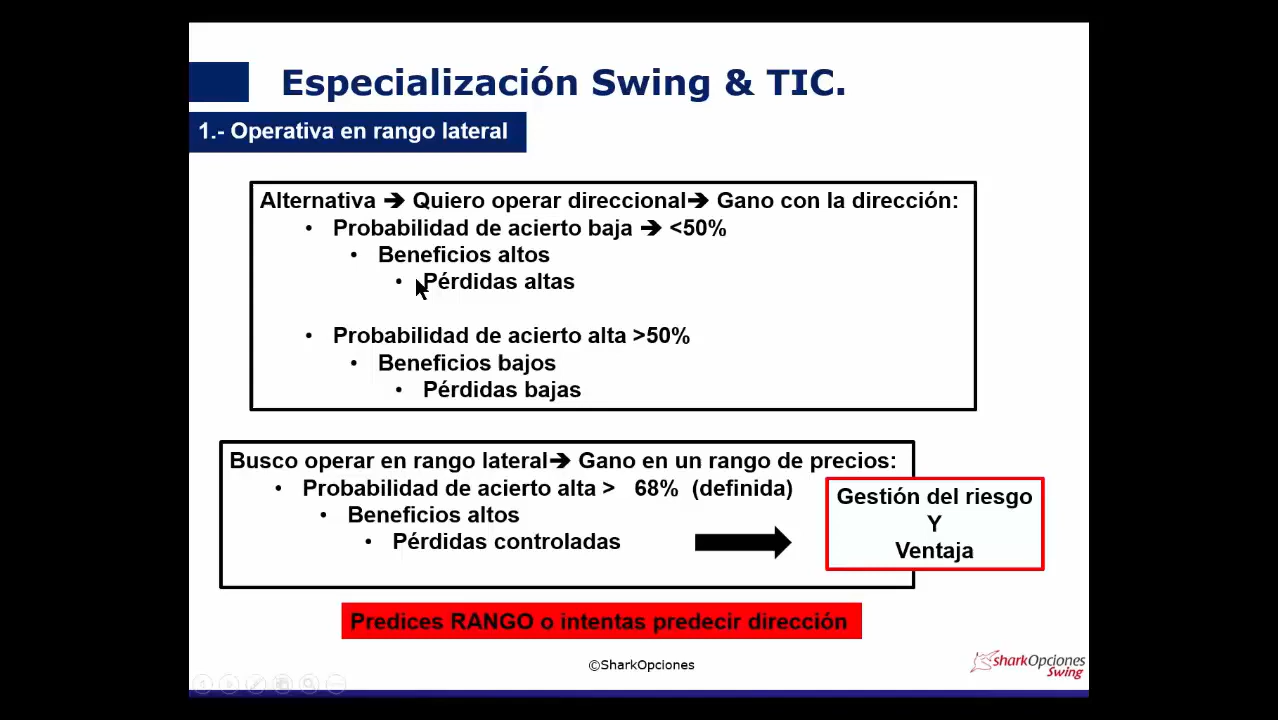 Especialización Swing & TIC.
1.- Operativa en rango lateral
Alternativa ➔ Quiero operar direccional➔ Gano con la dirección:
• Probabilidad de acierto baja ➔ <50%
• Beneficios altos
• Pérdidas altas
• Probabilidad de acierto alta >50%
• Beneficios bajos
• Pérdidas bajas
Busco operar en rango lateral➔ Gano en un rango de precios:
• Probabilidad de acierto alta > 68% (definida)
• Beneficios altos
• Pérdidas controladas
Gestión del riesgo
Y
Ventaja
Predices RANGO o intentas predecir dirección
©SharkOpciones
sharkOpciones
Swing